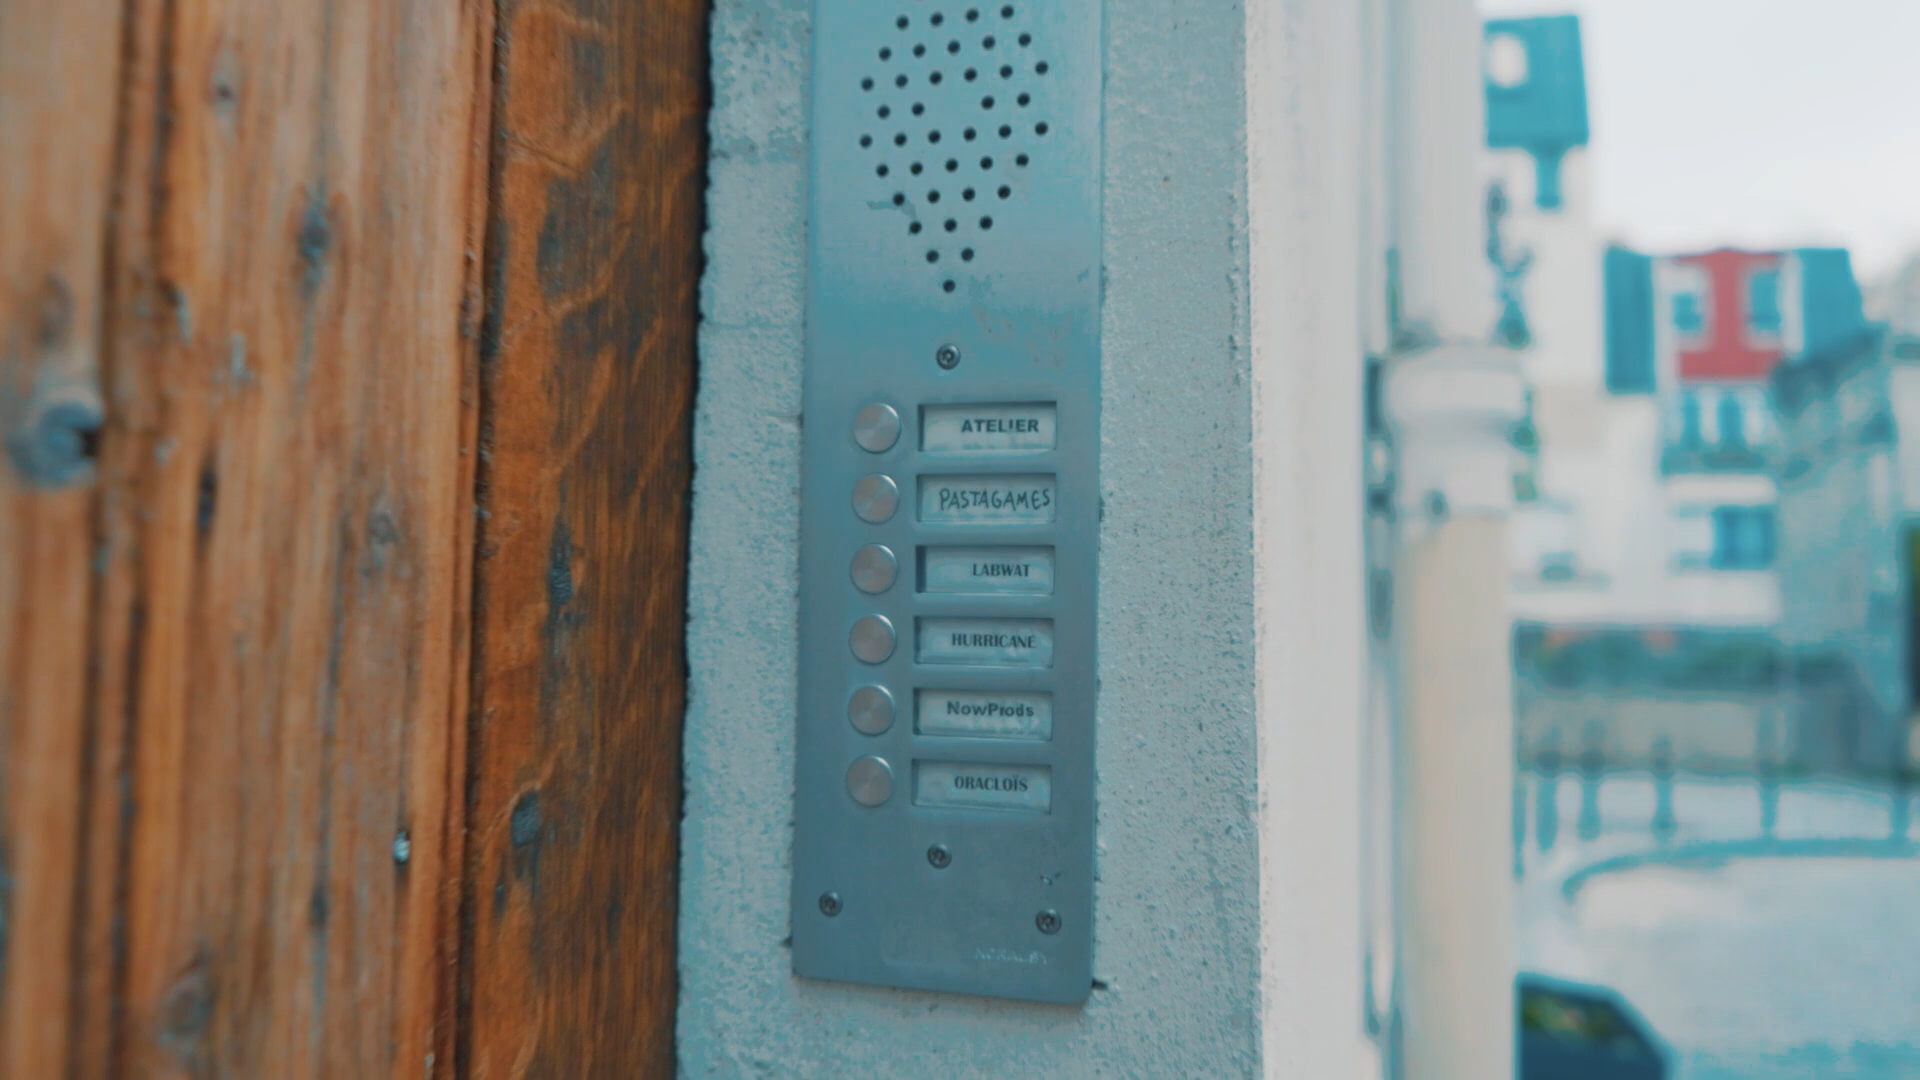 ATELIER
PASTAGAMES
LABWAT
HURRICANE
NowProds
ORACLOÏS